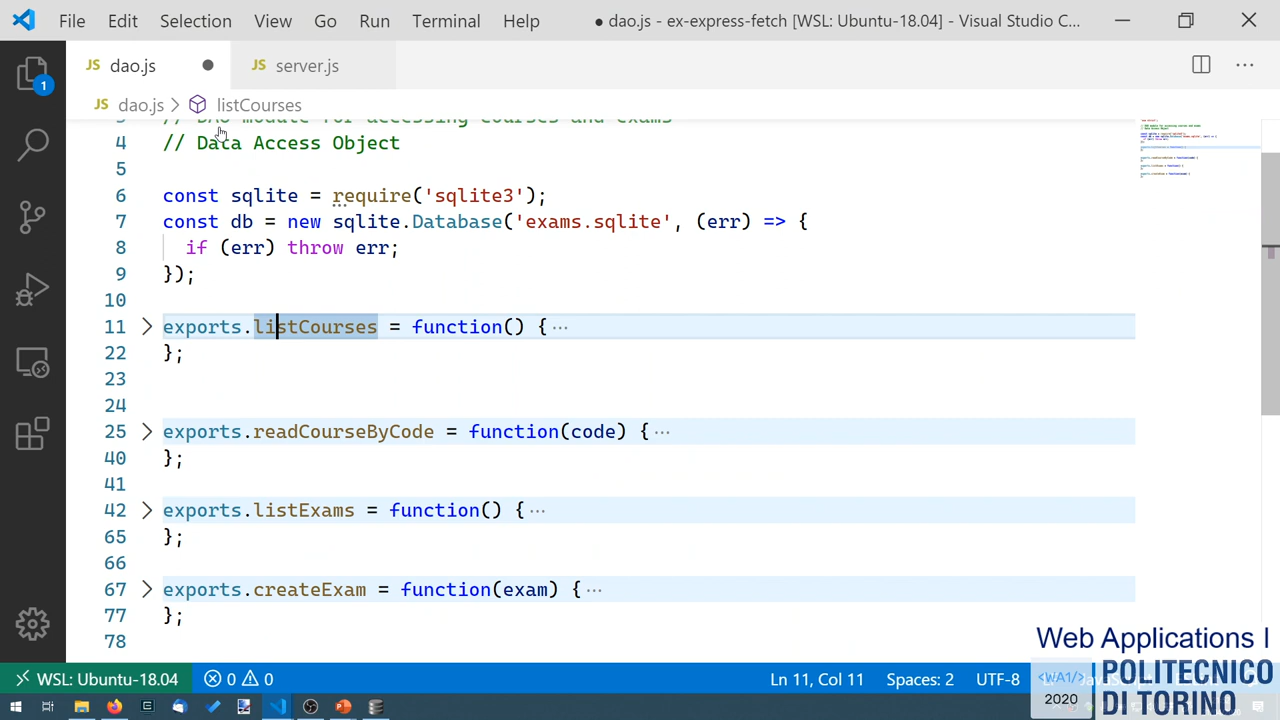 File Edit Selection View Go Run Terminal Help ● dao.js - ex-express-fetch [WSL: Ubuntu-18.04] - Visual Studio C...
JS dao.js ● JS server.js ...
JS dao.js > listCourses
1
3 // DAO module for accessing courses and exams
4 // Data Access Object
5
6 const sqlite = require('sqlite3');
7 const db = new sqlite.Database('exams.sqlite', (err) => {
8 if (err) throw err;
9 });
10
11 exports.listCourses = function() {...
22 };
23
24
25 exports.readCourseByCode = function(code) {...
40 };
41
42 exports.listExams = function() {...
65 };
66
67 exports.createExam = function(exam) {...
77 };
78
Web Applications I
<WA1/>
2020
POLITECNICO
DI TORINO
WSL: Ubuntu-18.04 0 0 Ln 11, Col 11 Spaces: 2 UTF-8